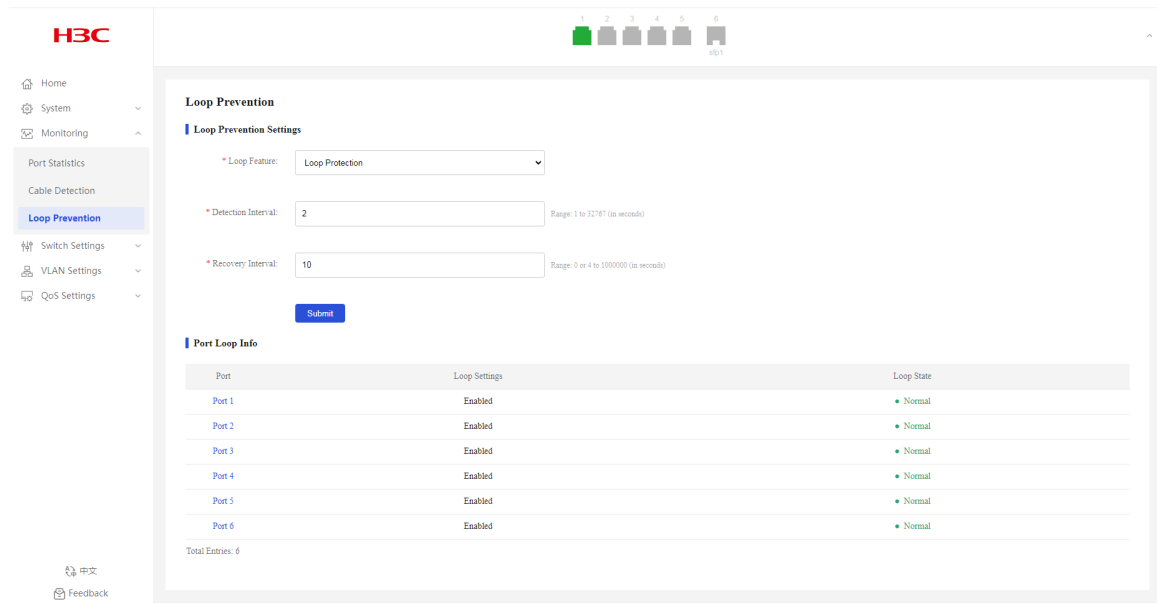 H3C
1 2 3 4 5 6
sfp1
Home
System
Monitoring
Port Statistics
Cable Detection
Loop Prevention
Switch Settings
VLAN Settings
QoS Settings
中文
Feedback
Loop Prevention
Loop Prevention Settings
* Loop Feature: Loop Protection
* Detection Interval: 2 Range: 1 to 32767 (in seconds)
* Recovery Interval: 10 Range: 0 or 4 to 1000000 (in seconds)
Submit
Port Loop Info
Port Loop Settings Loop State
Port 1 Enabled Normal
Port 2 Enabled Normal
Port 3 Enabled Normal
Port 4 Enabled Normal
Port 5 Enabled Normal
Port 6 Enabled Normal
Total Entries: 6